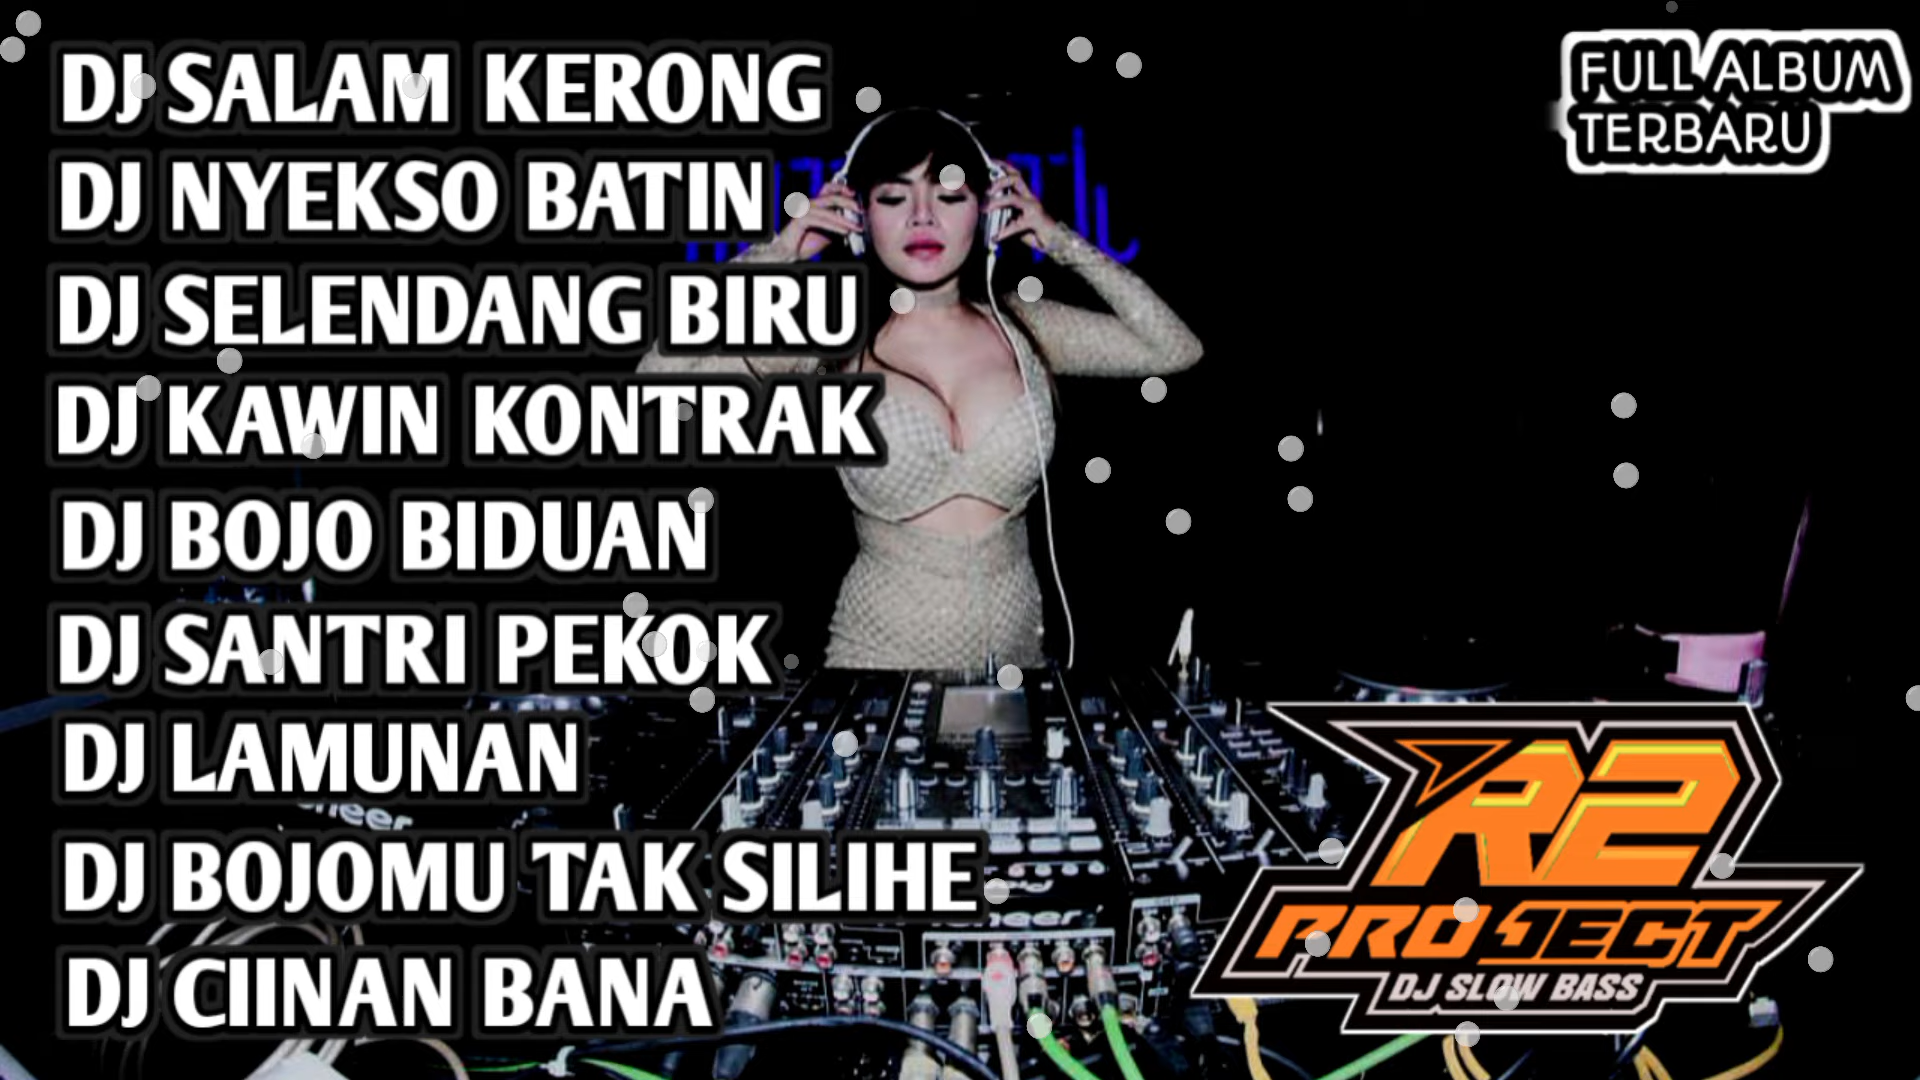 DJ SALAM KERONG
DJ NYEKSO BATIN
DJ SELENDANG BIRU
DJ KAWIN KONTRAK
DJ BOJO BIDUAN
DJ SANTRI PEKOK
DJ LAMUNAN
DJ BOJOMU TAK SILIHE
DJ CIINAN BANA
FULL ALBUM
TERBARU
R2
PROJECT
DJ SLOW BASS